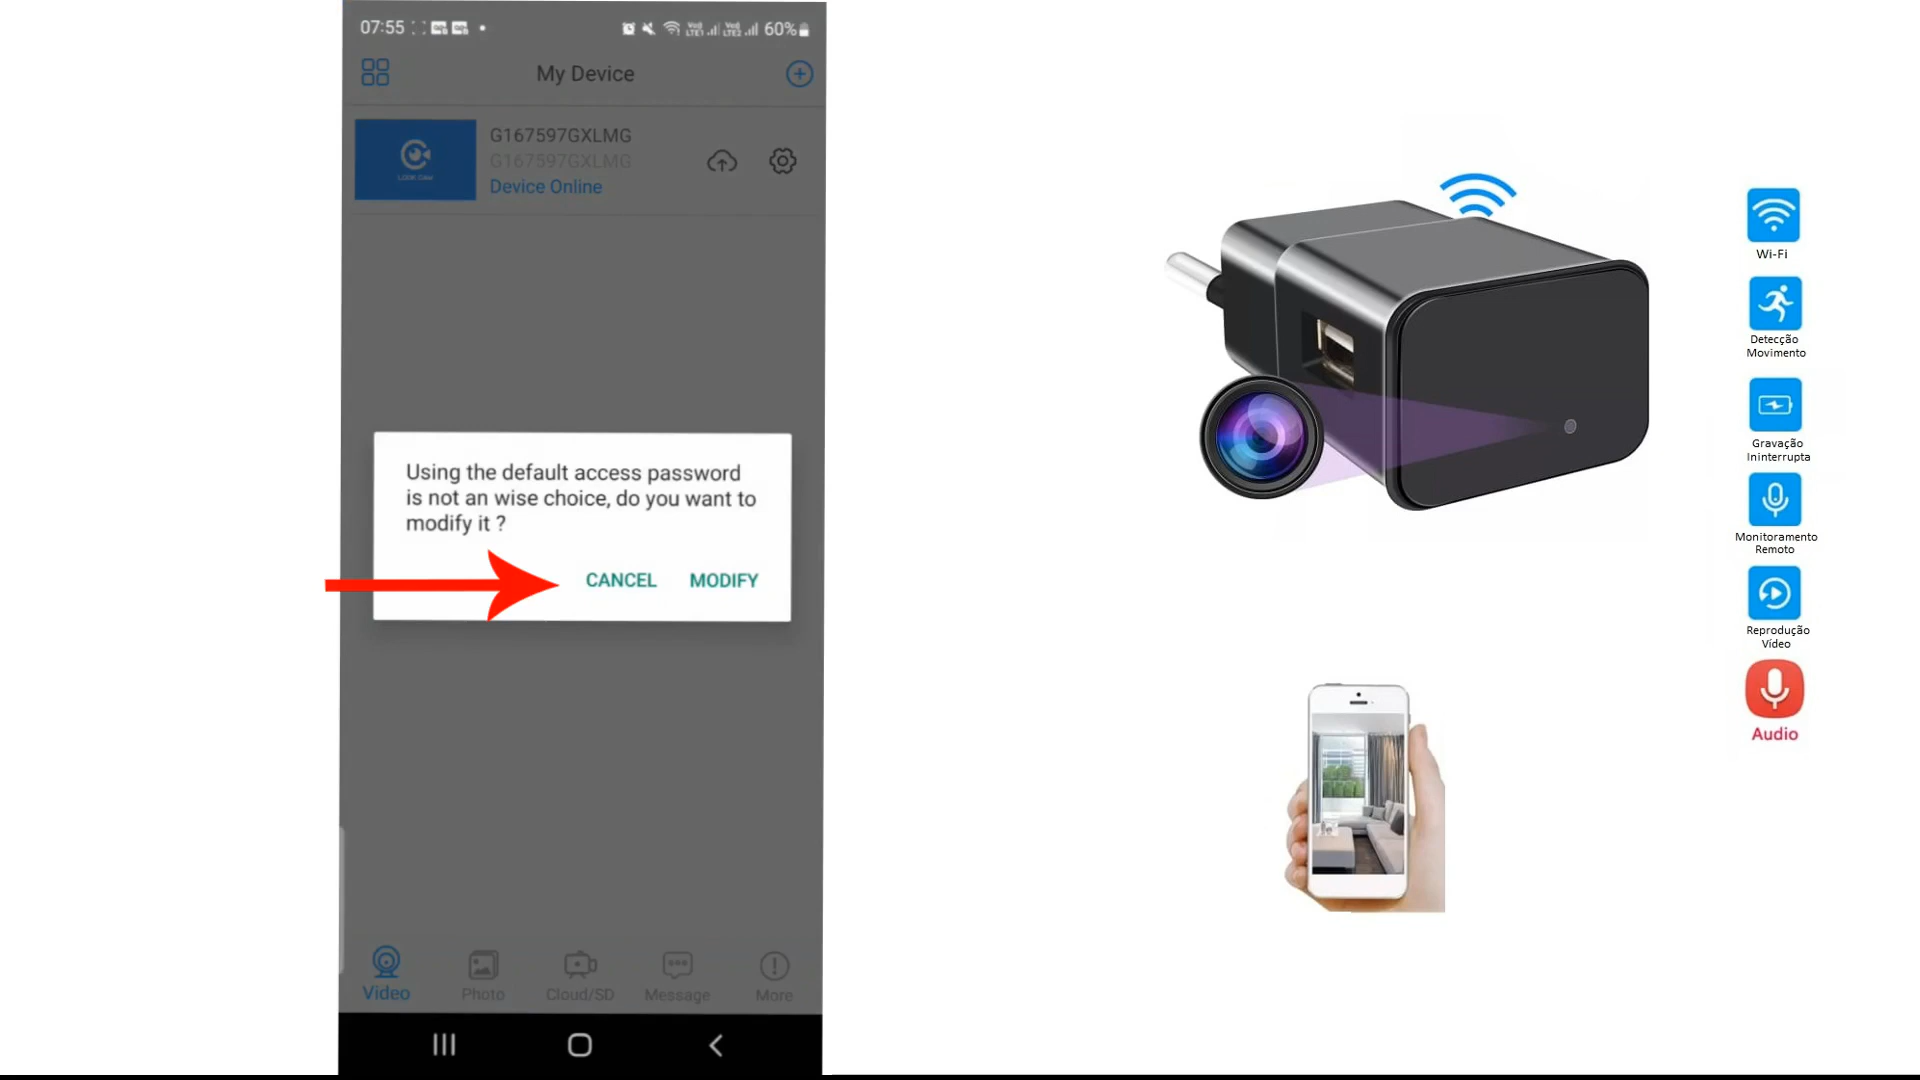 07:55
60%
My Device
G167597GXLMG
G167597GXLMG
Device Online
Using the default access password
is not an wise choice, do you want to
modify it ?
CANCEL MODIFY
Video Photo Cloud/SD Message More
Wi-Fi
Detecção
Movimento
Gravação
Ininterrupta
Monitoramento
Remoto
Reprodução
Vídeo
Audio